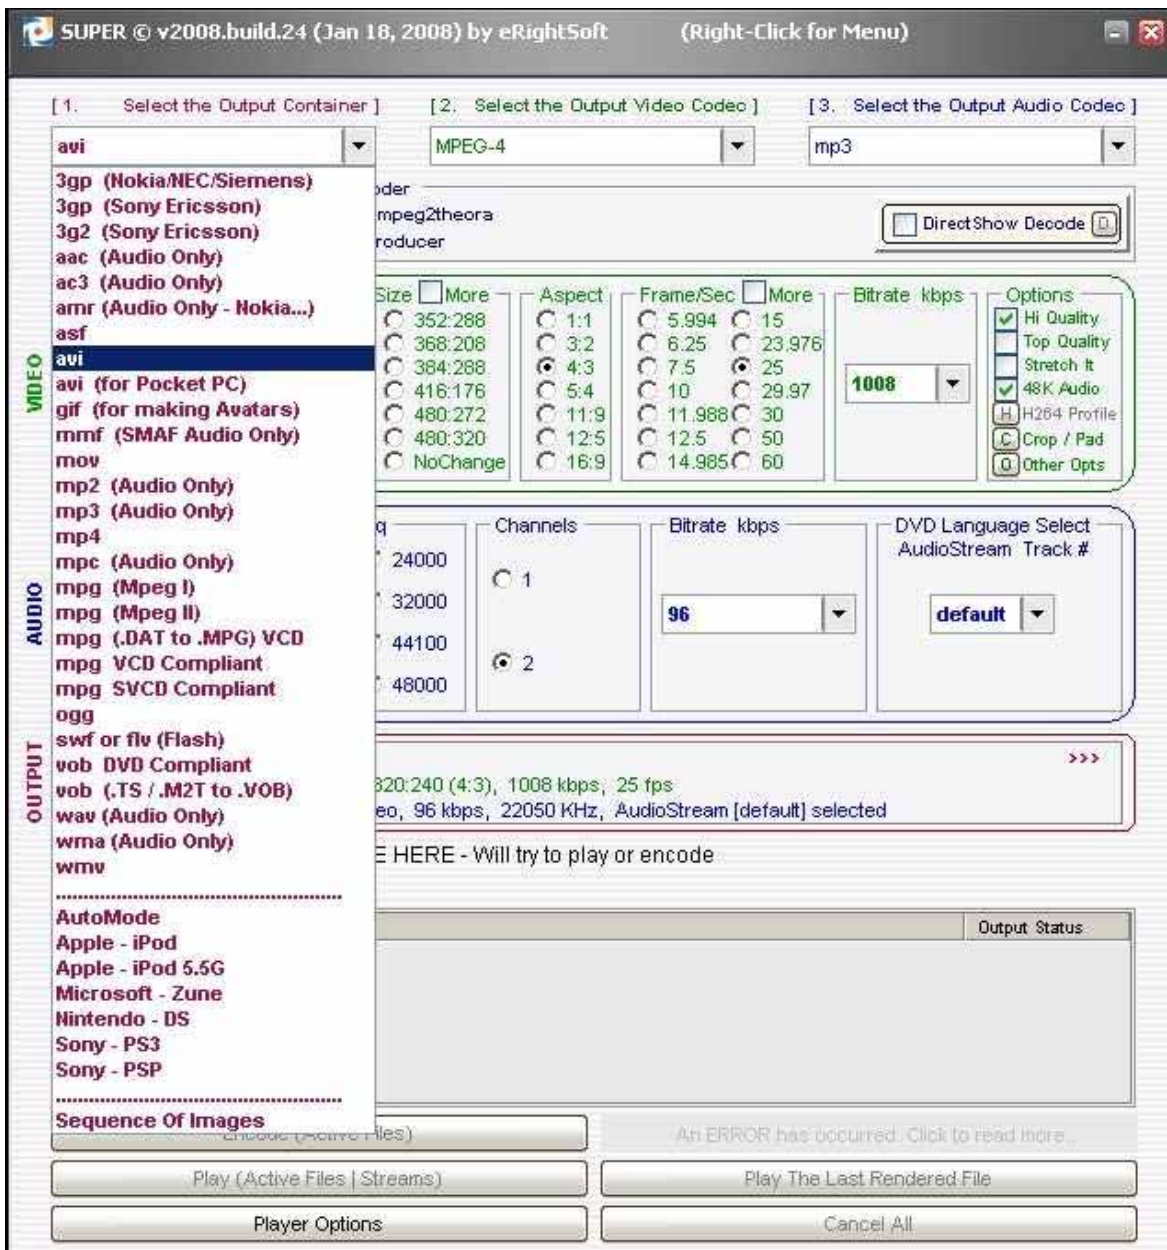 SUPER © v2008.build.24 (Jan 18, 2008) by eRightSoft (Right-Click for Menu)
[ 1. Select the Output Container ] [ 2. Select the Output Video Codec ] [ 3. Select the Output Audio Codec ]
avi MPEG-4 mp3
3gp (Nokia/NEC/Siemens)
3gp (Sony Ericsson)
3g2 (Sony Ericsson)
aac (Audio Only)
ac3 (Audio Only)
amr (Audio Only - Nokia...)
asf
avi
avi (for Pocket PC)
gif (for making Avatars)
mmf (SMAF Audio Only)
mov
mp2 (Audio Only)
mp3 (Audio Only)
mp4
mpc (Audio Only)
mpg (Mpeg I)
mpg (Mpeg II)
mpg (.DAT to .MPG) VCD
mpg VCD Compliant
mpg SVCD Compliant
ogg
swf or flv (Flash)
vob DVD Compliant
vob (.TS / .M2T to .VOB)
wav (Audio Only)
wma (Audio Only)
wmv
AutoMode
Apple - iPod
Apple - iPod 5.5G
Microsoft - Zune
Nintendo - DS
Sony - PS3
Sony - PSP
Sequence Of Images
oder
mpeg2theora
roducer
DirectShow Decode D
VIDEO
Size More
352:288
368:208
384:288
416:176
480:272
480:320
NoChange
Aspect
1:1
3:2
4:3
5:4
11:9
12:5
16:9
Frame/Sec More
5.994 15
6.25 23.976
7.5 25
10 29.97
11.988 30
12.5 50
14.985 60
Bitrate kbps
1008
Options
Hi Quality
Top Quality
Stretch It
48K Audio
H H264 Profile
C Crop / Pad
O Other Opts
AUDIO
q
24000
32000
44100
48000
Channels
1
2
Bitrate kbps
96
DVD Language Select
AudioStream Track #
default
OUTPUT
>>>
320:240 (4:3), 1008 kbps, 25 fps
eo, 96 kbps, 22050 KHz, AudioStream [default] selected
E HERE - Will try to play or encode
Output Status
Encode (Active Files) An ERROR has occurred. Click to read more...
Play (Active Files | Streams) Play The Last Rendered File
Player Options Cancel All